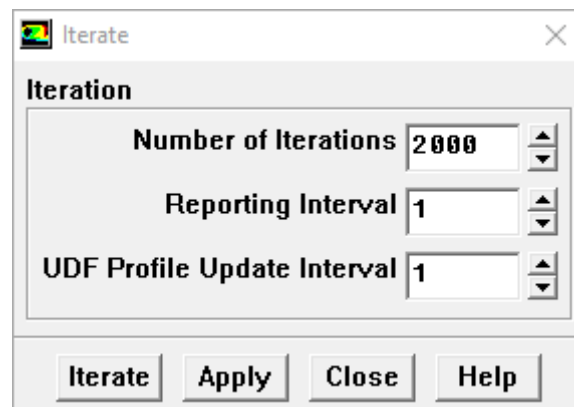 Iterate
Iteration
Number of Iterations 2000
Reporting Interval 1
UDF Profile Update Interval 1
Iterate Apply Close Help